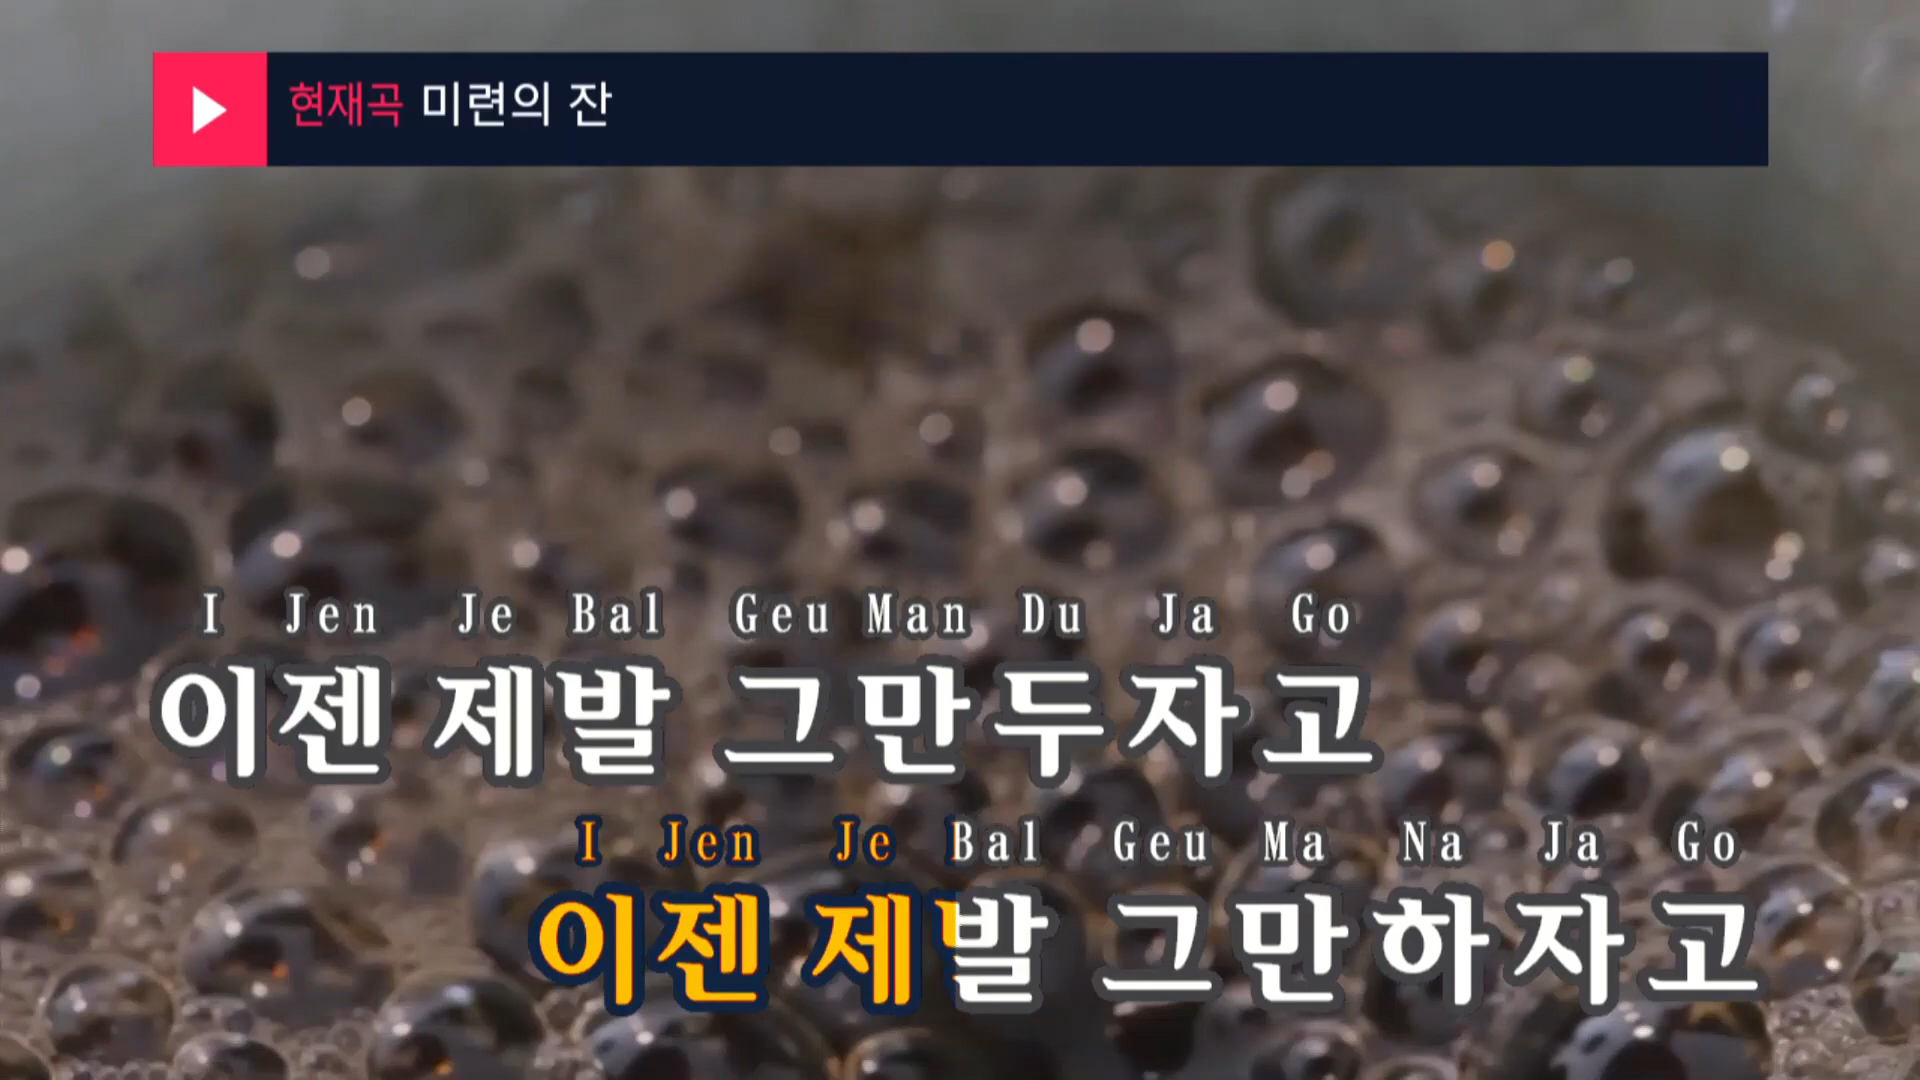 현재곡 미련의 잔
I Jen Je Bal Geu Man Du Ja Go
이젠 제발 그만두자고
I Jen Je Bal Geu Ma Na Ja Go
이젠 제발 그만하자고